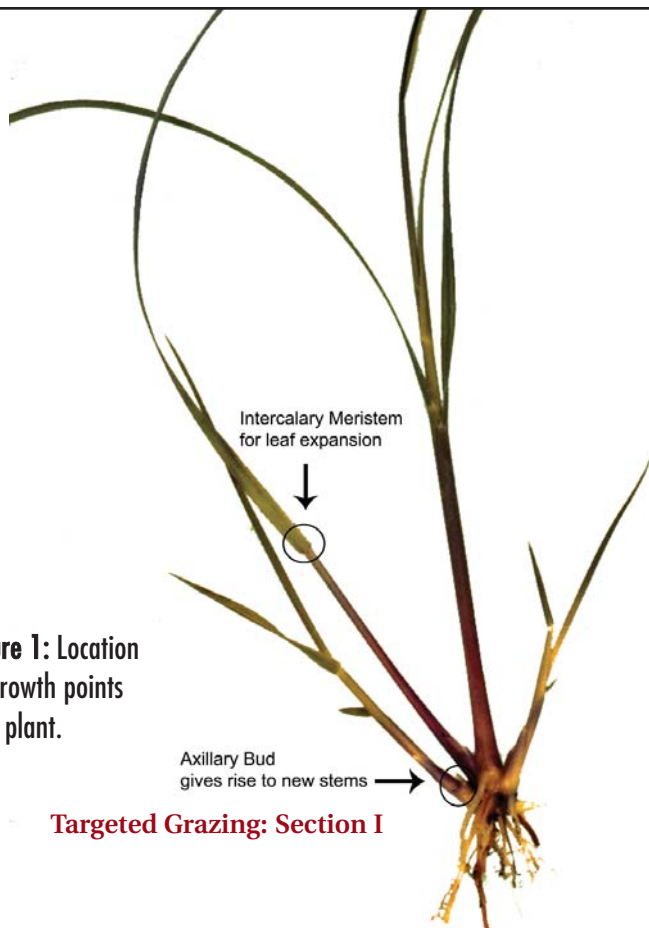 Intercalary Meristem
for leaf expansion
ure 1: Location
rowth points
plant.
Axillary Bud
gives rise to new stems
Targeted Grazing: Section I